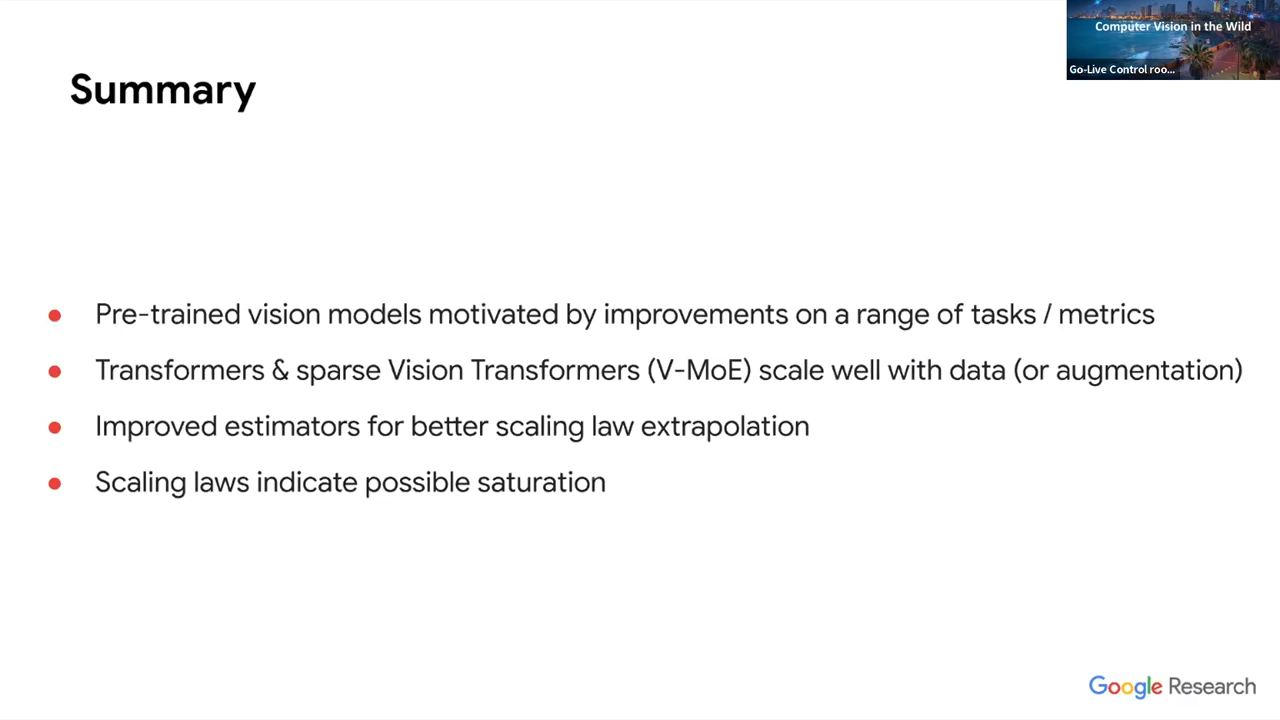 Computer Vision in the Wild
Go-Live Control roo...
Summary
● Pre-trained vision models motivated by improvements on a range of tasks / metrics
● Transformers & sparse Vision Transformers (V-MoE) scale well with data (or augmentation)
● Improved estimators for better scaling law extrapolation
● Scaling laws indicate possible saturation
Google Research